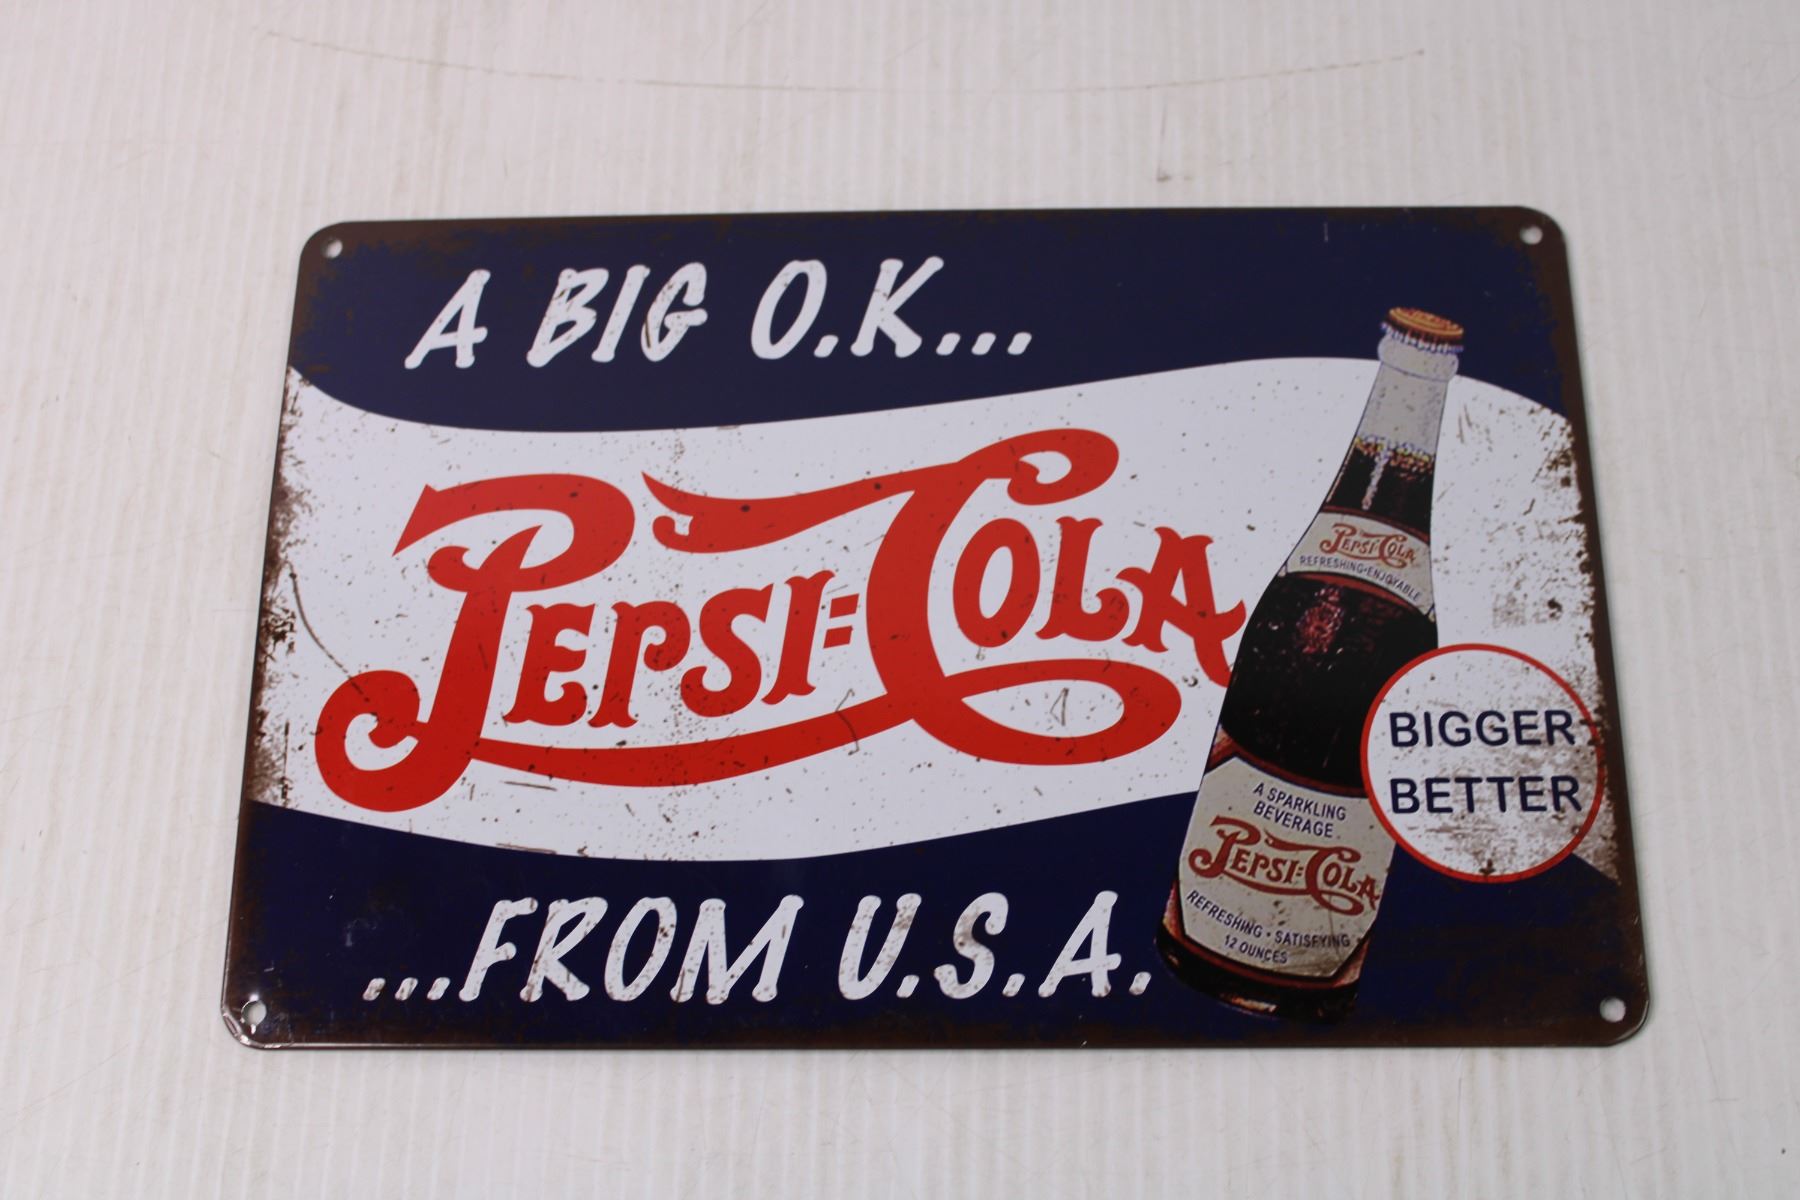 A BIG O.K...
PEPSI=COLA
PEPSI=COLA
REFRESHING-ENJOYABLE
BIGGER
BETTER
A SPARKLING
BEVERAGE
PEPSI=COLA
REFRESHING • SATISFYING
12 OUNCES
...FROM U.S.A.